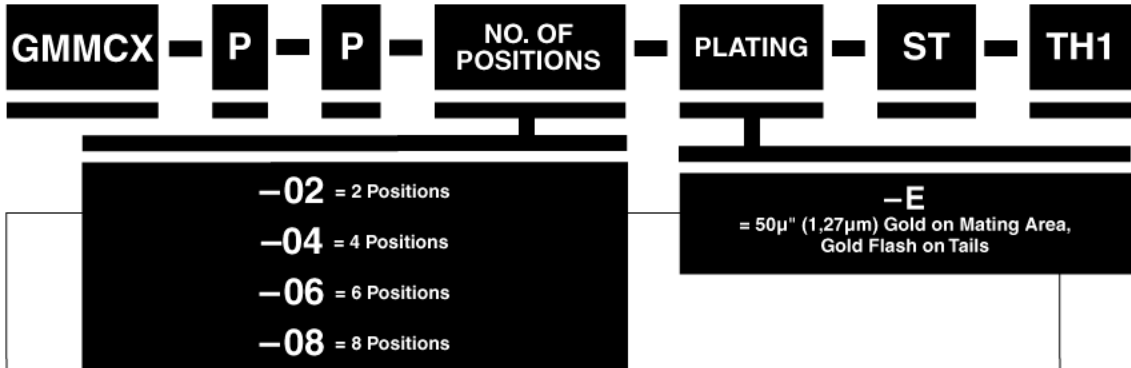 GMMCX – P – P – NO. OF POSITIONS – PLATING – ST – TH1
–02 = 2 Positions
–04 = 4 Positions
–06 = 6 Positions
–08 = 8 Positions
–E
= 50µ" (1,27µm) Gold on Mating Area,
Gold Flash on Tails